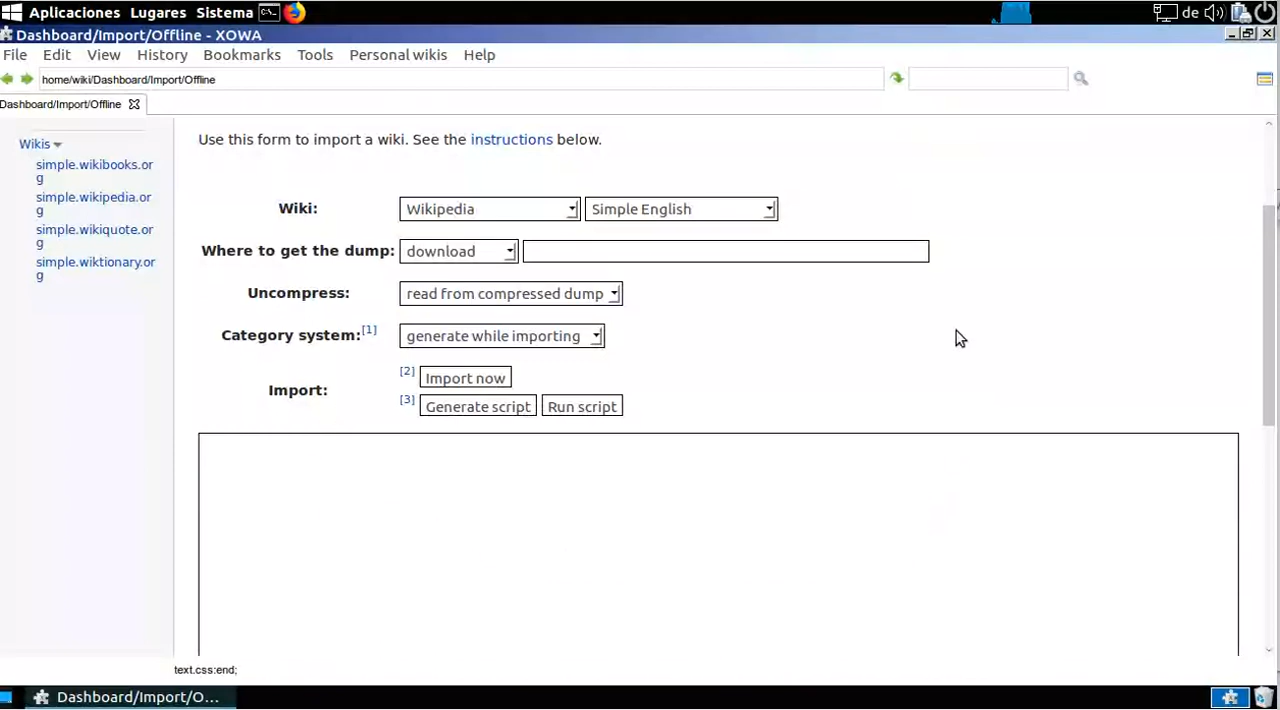 Aplicaciones Lugares Sistema de
Dashboard/Import/Offline - XOWA
File Edit View History Bookmarks Tools Personal wikis Help
home/wiki/Dashboard/Import/Offline
Dashboard/Import/Offline
Wikis
simple.wikibooks.or
g
simple.wikipedia.or
g
simple.wikiquote.or
g
simple.wiktionary.or
g
Use this form to import a wiki. See the instructions below.
Wiki: Wikipedia Simple English
Where to get the dump: download
Uncompress: read from compressed dump
Category system:[1] generate while importing
Import: [2] Import now
[3] Generate script Run script
text.css:end;
Dashboard/Import/O...